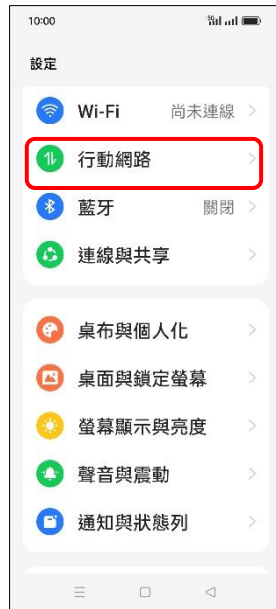 10:00
設定
Wi-Fi 尚未連線
行動網路
藍牙 關閉
連線與共享
桌布與個人化
桌面與鎖定螢幕
螢幕顯示與亮度
聲音與震動
通知與狀態列